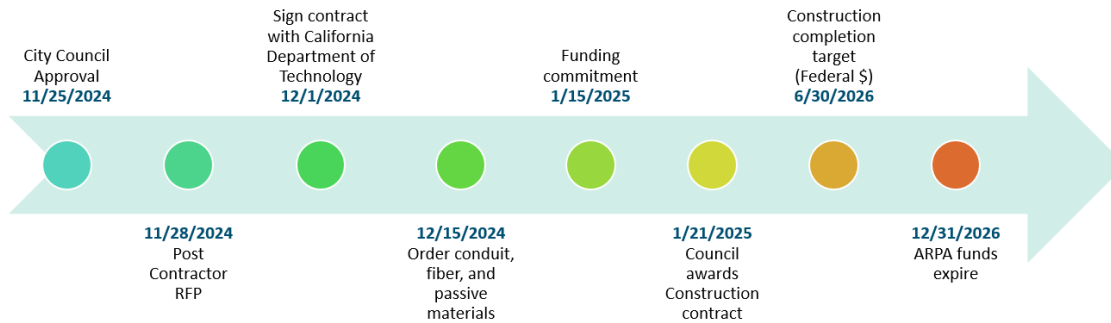 City Council
Approval
11/25/2024
11/28/2024
Post
Contractor
RFP
Sign contract
with California
Department of
Technology
12/1/2024
12/15/2024
Order conduit,
fiber, and
passive
materials
Funding
commitment
1/15/2025
1/21/2025
Council
awards
Construction
contract
Construction
completion
target
(Federal $)
6/30/2026
12/31/2026
ARPA funds
expire